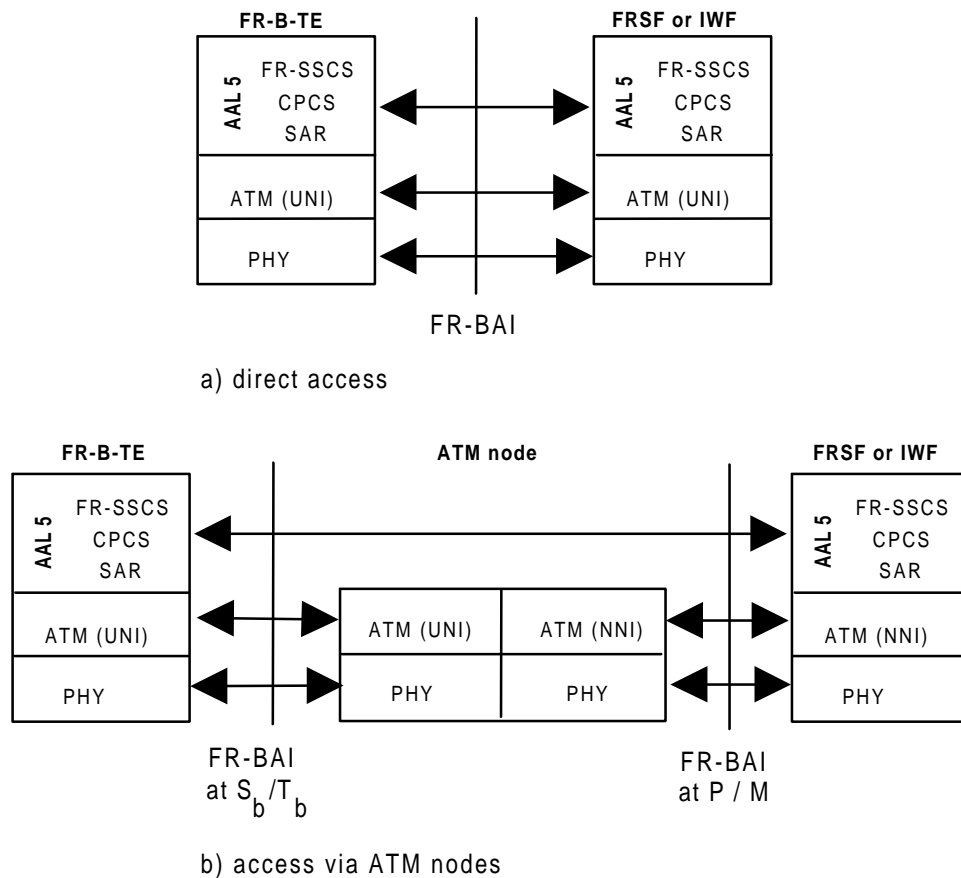 FR-B-TE
FRSF or IWF
AAL 5
FR-SSCS
CPCS
SAR
ATM (UNI)
PHY
AAL 5
FR-SSCS
CPCS
SAR
ATM (UNI)
PHY
FR-BAI
a) direct access
FR-B-TE
ATM node
FRSF or IWF
AAL 5
FR-SSCS
CPCS
SAR
ATM (UNI)
PHY
ATM (UNI)
ATM (NNI)
PHY
PHY
AAL 5
FR-SSCS
CPCS
SAR
ATM (NNI)
PHY
FR-BAI
at S_b/T_b
FR-BAI
at P / M
b) access via ATM nodes